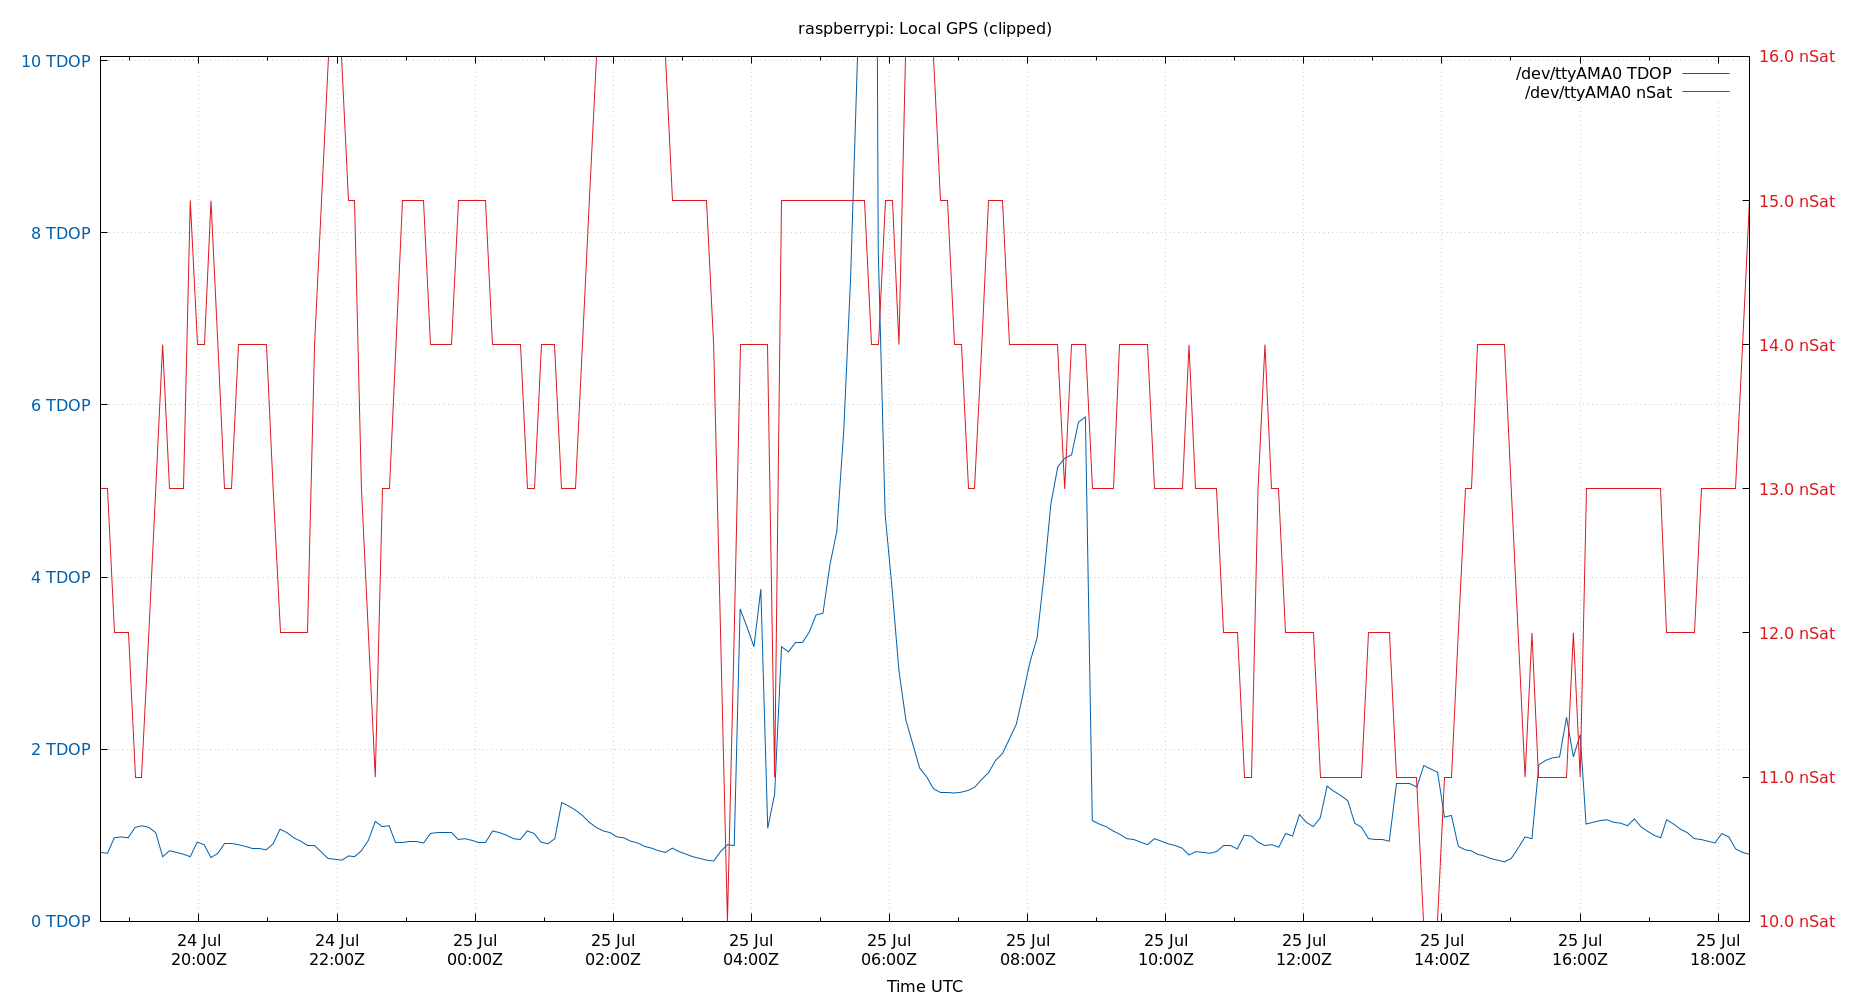 raspberrypi: Local GPS (clipped)
/dev/ttyAMA0 TDOP
/dev/ttyAMA0 nSat
10 TDOP
8 TDOP
6 TDOP
4 TDOP
2 TDOP
0 TDOP
16.0 nSat
15.0 nSat
14.0 nSat
13.0 nSat
12.0 nSat
11.0 nSat
10.0 nSat
24 Jul
20:00Z
24 Jul
22:00Z
25 Jul
00:00Z
25 Jul
02:00Z
25 Jul
04:00Z
25 Jul
06:00Z
25 Jul
08:00Z
25 Jul
10:00Z
25 Jul
12:00Z
25 Jul
14:00Z
25 Jul
16:00Z
25 Jul
18:00Z
Time UTC